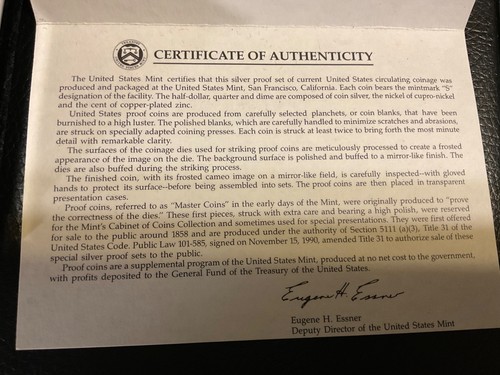 CERTIFICATE OF AUTHENTICITY
The United States Mint certifies that this silver proof set of current United States circulating coinage was
produced and packaged at the United States Mint, San Francisco, California. Each coin bears the mintmark "S"
designation of the facility. The half-dollar, quarter and dime are composed of coin silver, the nickel of cupro-nickel
and the cent of copper-plated zinc.
United States proof coins are produced from carefully selected planchets, or coin blanks, that have been
burnished to a high luster. The polished blanks, which are carefully handled to minimize scratches and abrasions,
are struck on specially adapted coining presses. Each coin is struck at least twice to bring forth the most minute
detail with remarkable clarity.
The surfaces of the coinage dies used for striking proof coins are meticulously processed to create a frosted
appearance of the image on the die. The background surface is polished and buffed to a mirror-like finish. The
dies are also buffed during the striking process.
The finished coin, with its frosted cameo image on a mirror-like field, is carefully inspected--with gloved
hands to protect its surface--before being assembled into sets. The proof coins are then placed in transparent
presentation cases.
Proof coins, referred to as "Master Coins" in the early days of the Mint, were originally produced to "prove
the correctness of the dies." These first pieces, struck with extra care and bearing a high polish, were reserved
for the Mint's Cabinet of Coins Collection and sometimes used for special presentations. They were first offered
for sale to the public around 1858 and are produced under the authority of Section 5111 (a)(3), Title 31 of the
United States Code. Public Law 101-585, signed on November 15, 1990, amended Title 31 to authorize sale of these
special silver proof sets to the public.
Proof coins are a supplemental program of the United States Mint, produced at no net cost to the government,
with profits deposited to the General Fund of the Treasury of the United States.
Eugene H. Essner
Eugene H. Essner
Deputy Director of the United States Mint